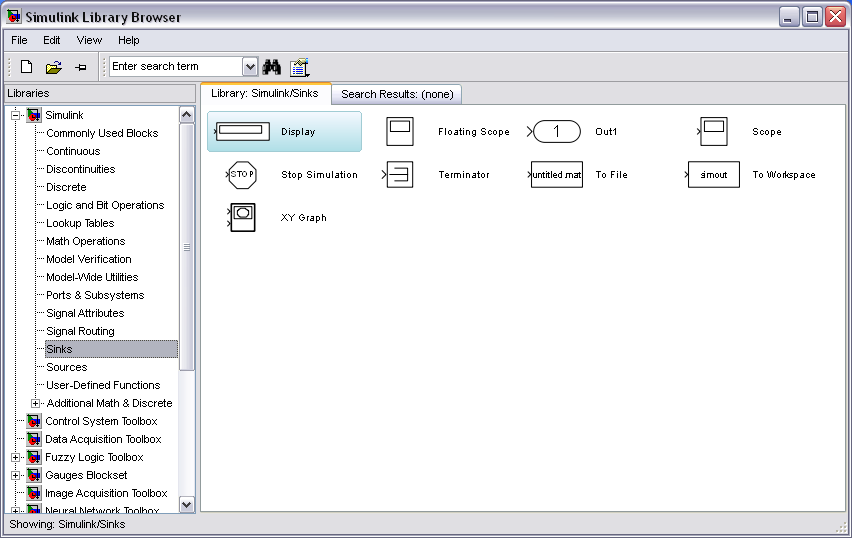 Simulink Library Browser
File Edit View Help
Enter search term
Libraries
Library: Simulink/Sinks Search Results: (none)
Simulink
Commonly Used Blocks
Continuous
Discontinuities
Discrete
Logic and Bit Operations
Lookup Tables
Math Operations
Model Verification
Model-Wide Utilities
Ports & Subsystems
Signal Attributes
Signal Routing
Sinks
Sources
User-Defined Functions
Additional Math & Discrete
Control System Toolbox
Data Acquisition Toolbox
Fuzzy Logic Toolbox
Gauges Blockset
Image Acquisition Toolbox
Neural Network Toolbox
Display Floating Scope 1 Out1 Scope
STOP Stop Simulation Terminator untitled.mat To File simout To Workspace
XY Graph
Showing: Simulink/Sinks